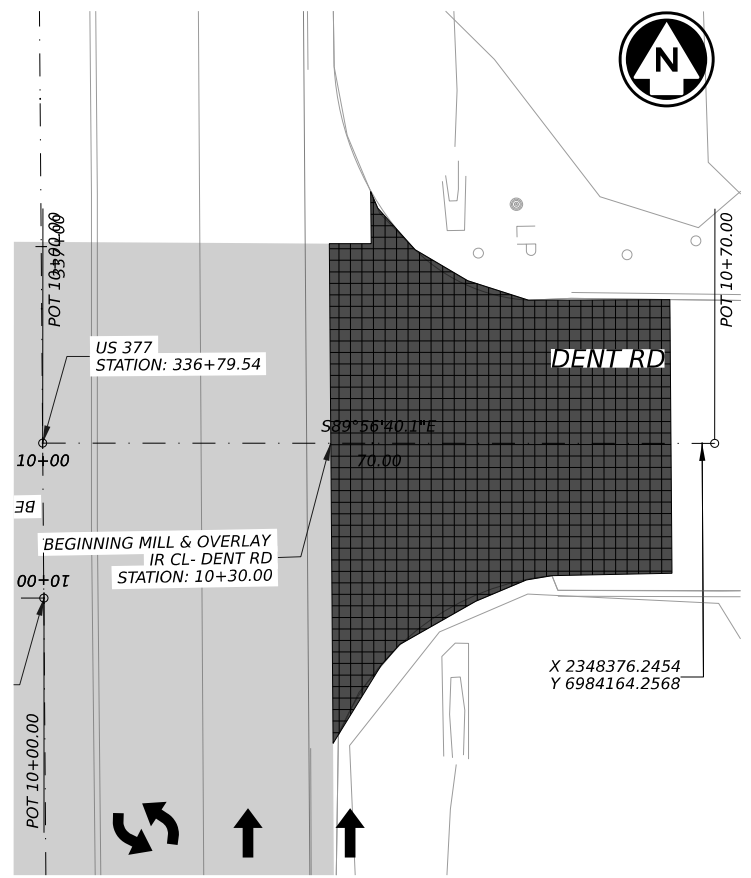 N
POT 10+00.00
337+00
POT 10+70.00
US 377
STATION: 336+79.54
DENT RD
S89°56'40.1"E
10+00
70.00
BE
BEGINNING MILL & OVERLAY
IR CL- DENT RD
STATION: 10+30.00
10+00
X 2348376.2454
Y 6984164.2568
POT 10+00.00